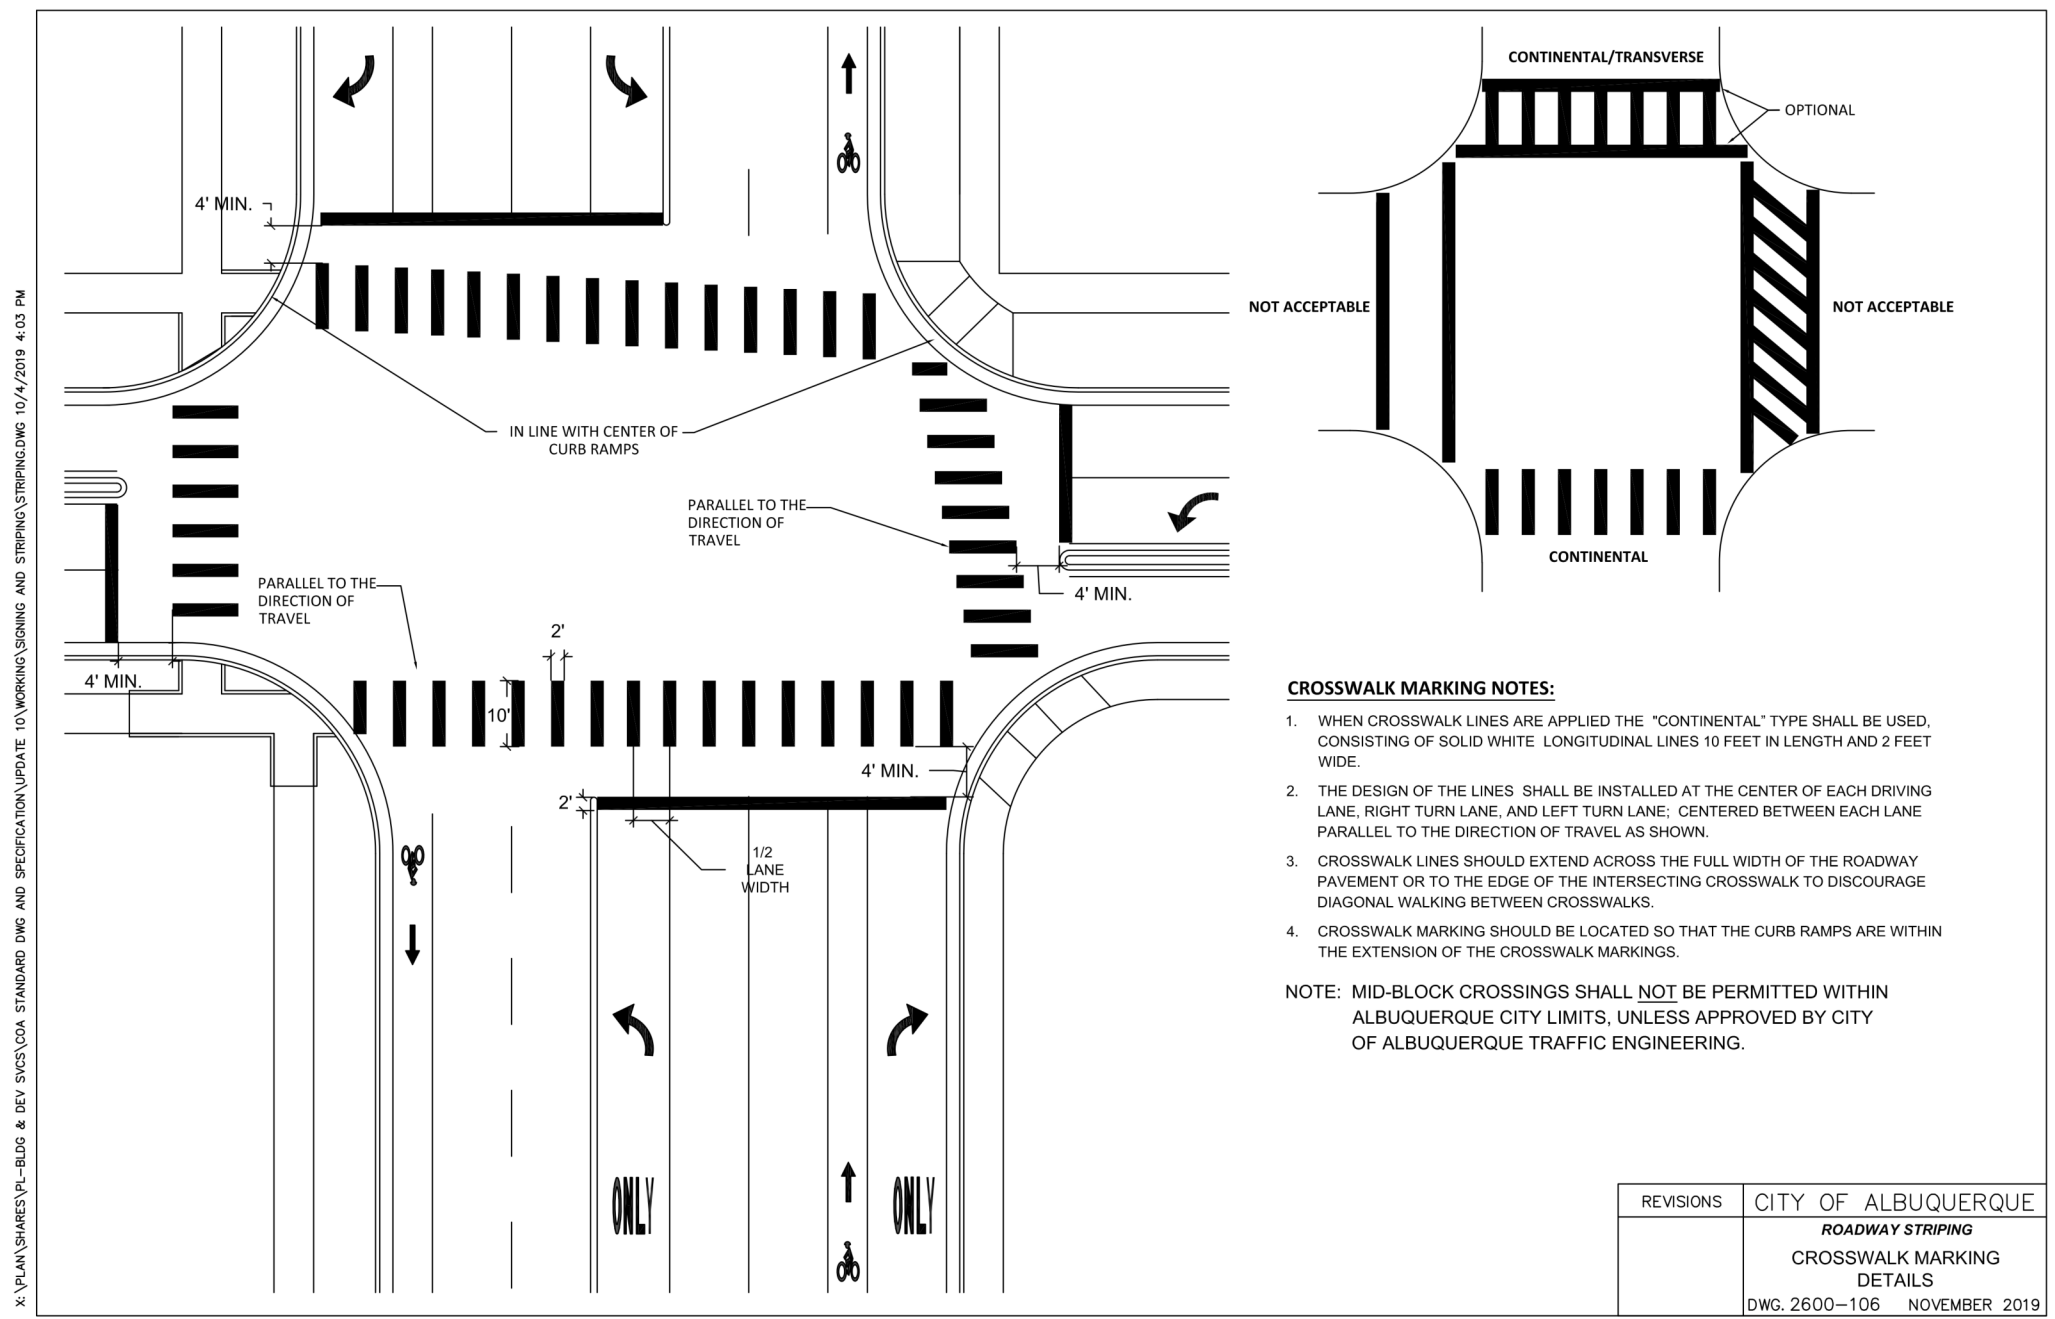 X:\PLAN\SHARES\PL-BLDG & DEV SVCS\COA STANDARD DWG AND SPECIFICATION\UPDATE 10\WORKING\SIGNING AND STRIPING\STRIPING.DWG 10/4/2019 4:03 PM
4' MIN.
IN LINE WITH CENTER OF
CURB RAMPS
PARALLEL TO THE
DIRECTION OF
TRAVEL
4' MIN.
PARALLEL TO THE
DIRECTION OF
TRAVEL
4' MIN.
2'
10'
4' MIN.
2'
1/2
LANE
WIDTH
ONLY
ONLY
CONTINENTAL/TRANSVERSE
OPTIONAL
NOT ACCEPTABLE
NOT ACCEPTABLE
CONTINENTAL
CROSSWALK MARKING NOTES:
1. WHEN CROSSWALK LINES ARE APPLIED THE "CONTINENTAL" TYPE SHALL BE USED,
CONSISTING OF SOLID WHITE LONGITUDINAL LINES 10 FEET IN LENGTH AND 2 FEET
WIDE.
2. THE DESIGN OF THE LINES SHALL BE INSTALLED AT THE CENTER OF EACH DRIVING
LANE, RIGHT TURN LANE, AND LEFT TURN LANE; CENTERED BETWEEN EACH LANE
PARALLEL TO THE DIRECTION OF TRAVEL AS SHOWN.
3. CROSSWALK LINES SHOULD EXTEND ACROSS THE FULL WIDTH OF THE ROADWAY
PAVEMENT OR TO THE EDGE OF THE INTERSECTING CROSSWALK TO DISCOURAGE
DIAGONAL WALKING BETWEEN CROSSWALKS.
4. CROSSWALK MARKING SHOULD BE LOCATED SO THAT THE CURB RAMPS ARE WITHIN
THE EXTENSION OF THE CROSSWALK MARKINGS.
NOTE: MID-BLOCK CROSSINGS SHALL NOT BE PERMITTED WITHIN
ALBUQUERQUE CITY LIMITS, UNLESS APPROVED BY CITY
OF ALBUQUERQUE TRAFFIC ENGINEERING.
REVISIONS
CITY OF ALBUQUERQUE
ROADWAY STRIPING
CROSSWALK MARKING
DETAILS
DWG. 2600-106 NOVEMBER 2019